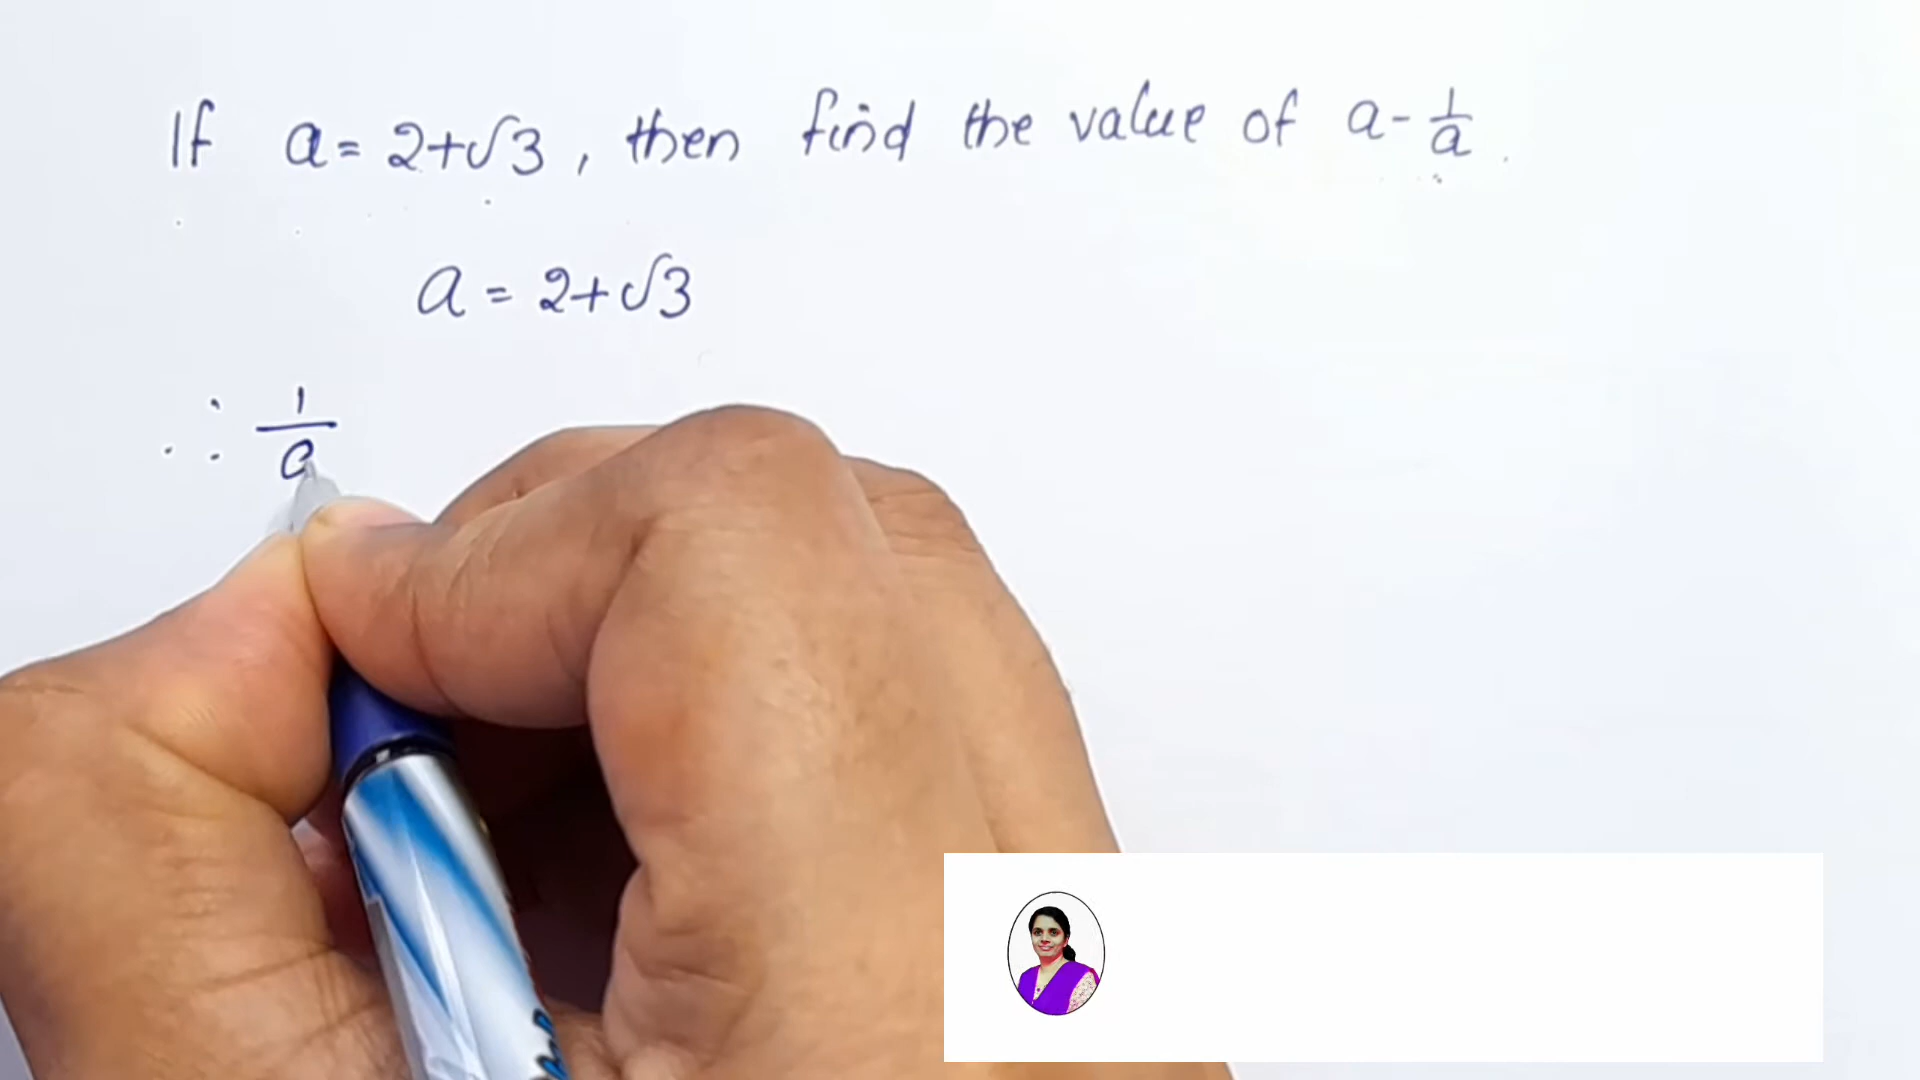 If a = 2+√3, then find the value of a - 1/a.
a = 2+√3
∴ 1/a